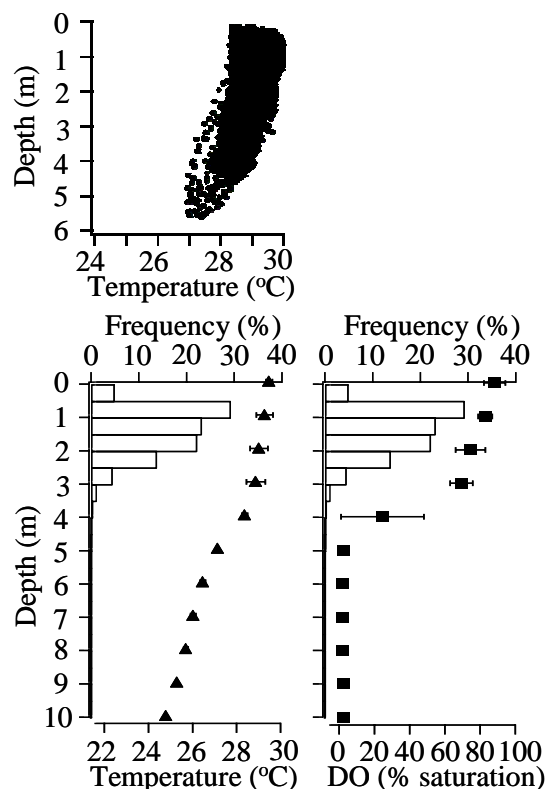 0
1
2
3
4
5
6
Depth (m)
24 26 28 30
Temperature (°C)
Frequency (%) Frequency (%)
0 10 20 30 40 0 10 20 30 40
0
1
2
3
4
5
6
7
8
9
10
Depth (m)
22 24 26 28 30 0 20 40 60 80 100
Temperature (°C) DO (% saturation)